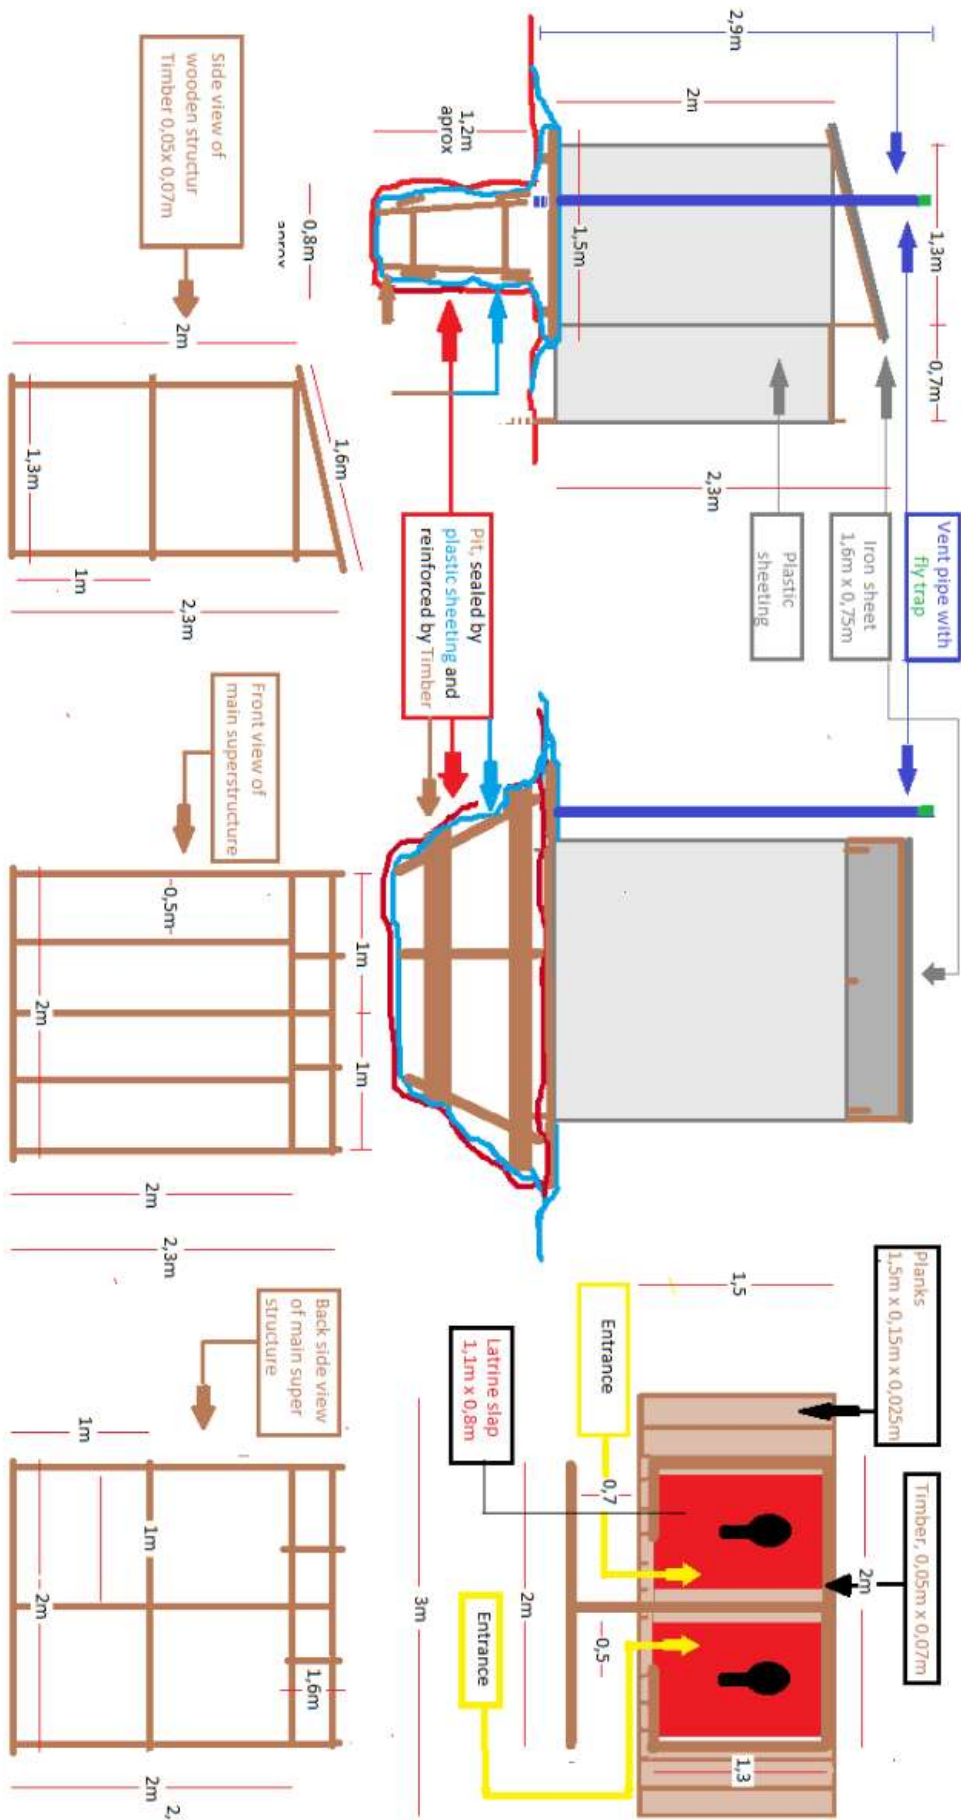 2,9m
2m
1,2m
aprox
0,8m
aprox
1,5m
1,3m
0,7m
2,3m
Vent pipe with
fly trap
Iron sheet
1,6m x 0,75m
Plastic
sheeting
Pit, sealed by
plastic sheeting and
reinforced by Timber
Planks
1,5m x 0,15m x 0,025m
Timber, 0,05m x 0,07m
1,5
2m
Entrance
Latrine slap
1,1m x 0,8m
0,7
0,5
1,3
2m
3m
Entrance
Side view of
wooden structur
Timber 0,05x 0,07m
2m
1,3m
1,6m
1m
2,3m
Front view of
main superstructure
0,5m
1m
1m
2m
2m
2,3m
Back side view
of main super
structure
1m
1m
2m
1,6m
2m
2,